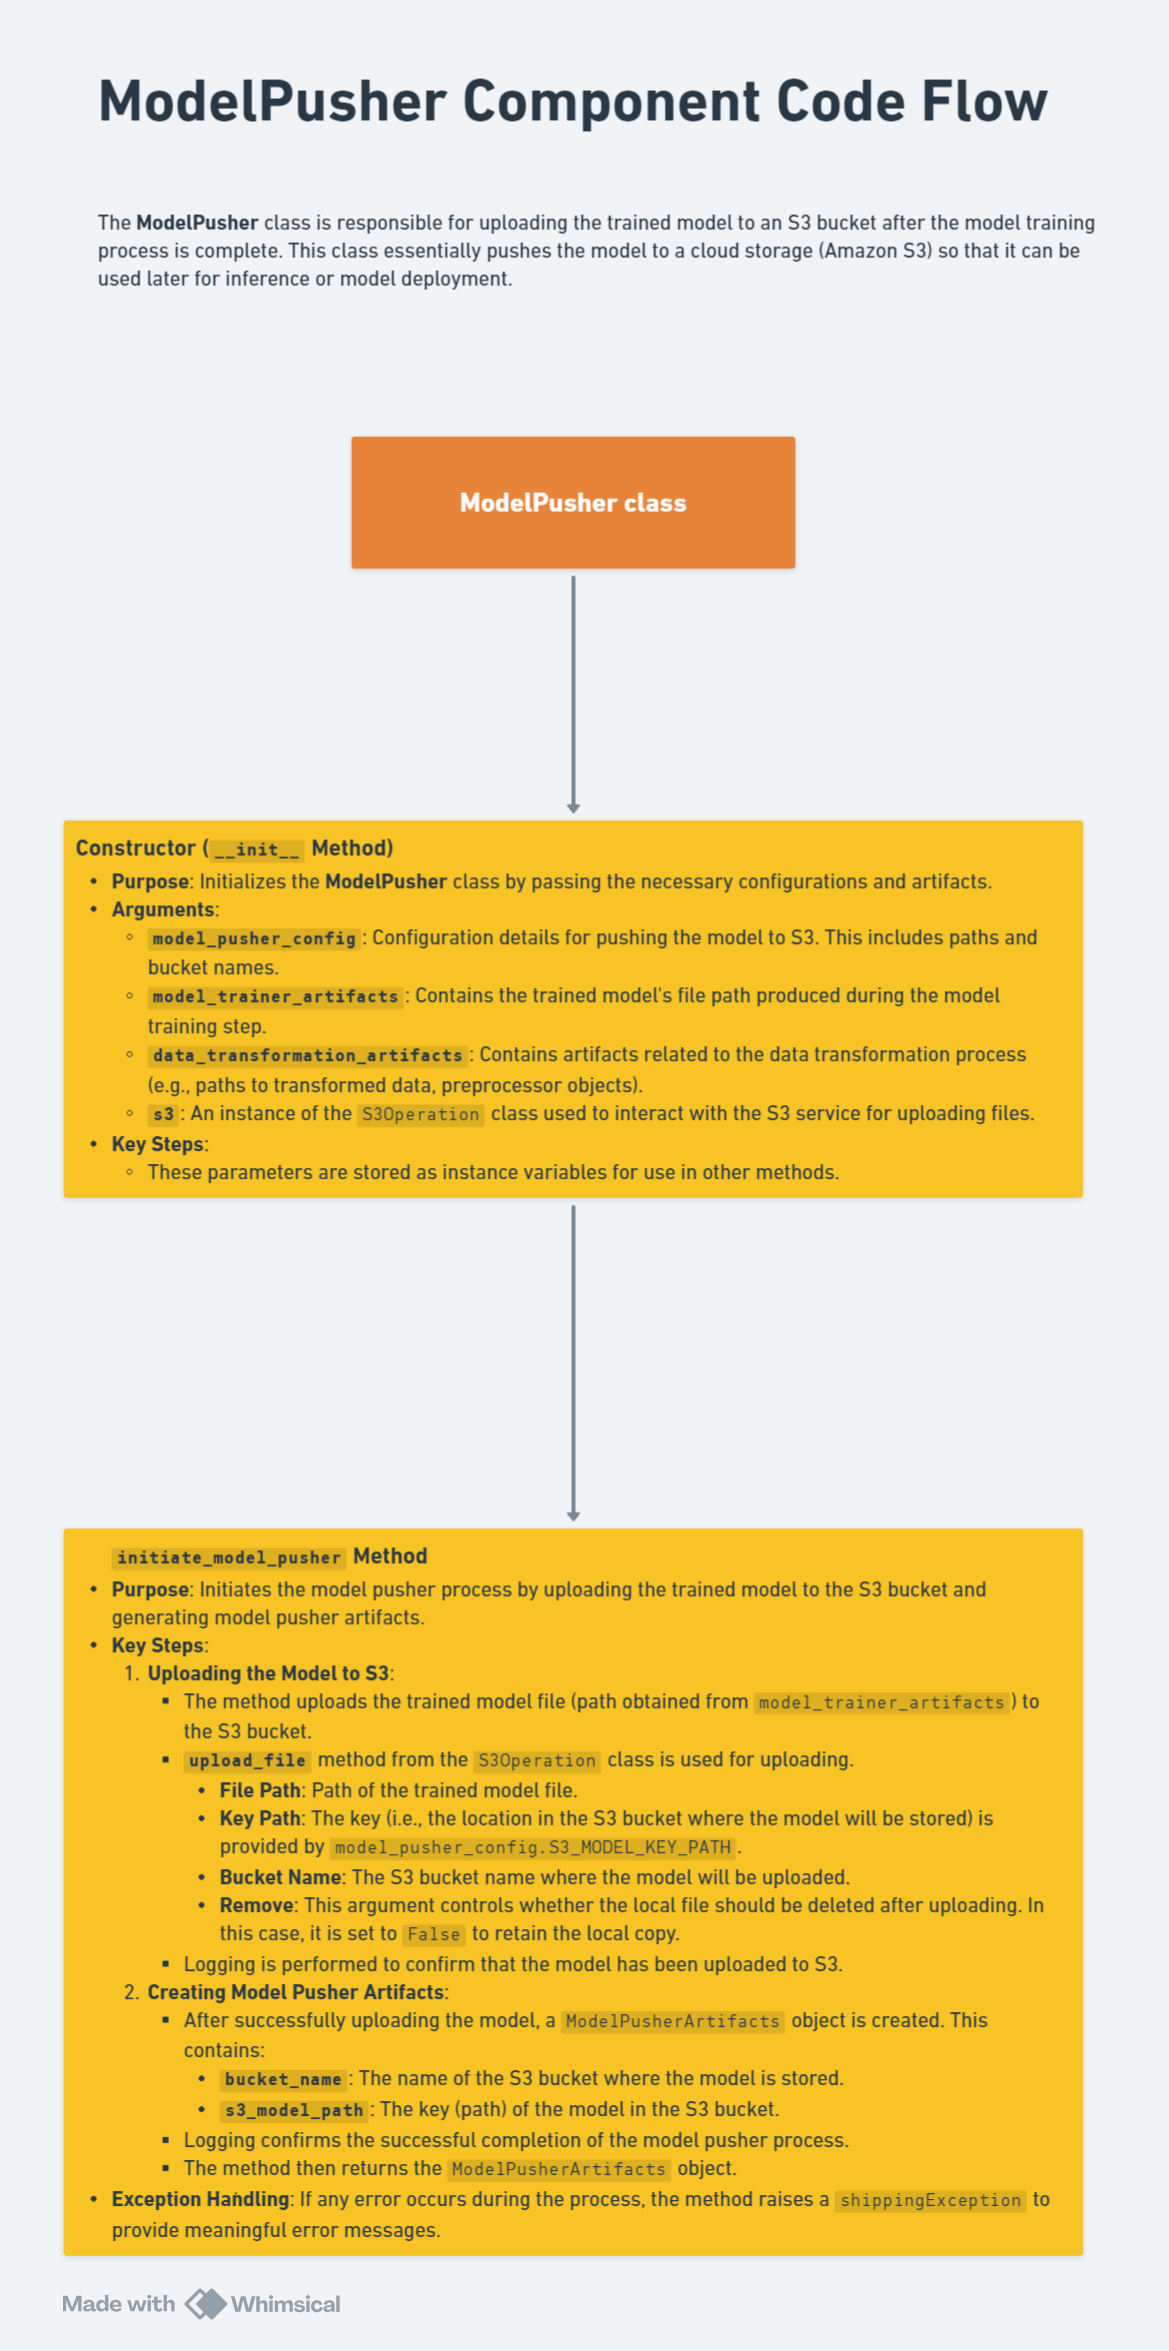 ModelPusher Component Code Flow
The ModelPusher class is responsible for uploading the trained model to an S3 bucket after the model training
process is complete. This class essentially pushes the model to a cloud storage (Amazon S3) so that it can be
used later for inference or model deployment.
ModelPusher class
Constructor (__init__ Method)
• Purpose: Initializes the ModelPusher class by passing the necessary configurations and artifacts.
• Arguments:
◦ model_pusher_config: Configuration details for pushing the model to S3. This includes paths and
bucket names.
◦ model_trainer_artifacts: Contains the trained model's file path produced during the model
training step.
◦ data_transformation_artifacts: Contains artifacts related to the data transformation process
(e.g., paths to transformed data, preprocessor objects).
◦ s3: An instance of the S3Operation class used to interact with the S3 service for uploading files.
• Key Steps:
◦ These parameters are stored as instance variables for use in other methods.
initiate_model_pusher Method
• Purpose: Initiates the model pusher process by uploading the trained model to the S3 bucket and
generating model pusher artifacts.
• Key Steps:
1. Uploading the Model to S3:
▪ The method uploads the trained model file (path obtained from model_trainer_artifacts) to
the S3 bucket.
▪ upload_file method from the S3Operation class is used for uploading.
• File Path: Path of the trained model file.
• Key Path: The key (i.e., the location in the S3 bucket where the model will be stored) is
provided by model_pusher_config.S3_MODEL_KEY_PATH.
• Bucket Name: The S3 bucket name where the model will be uploaded.
• Remove: This argument controls whether the local file should be deleted after uploading. In
this case, it is set to False to retain the local copy.
▪ Logging is performed to confirm that the model has been uploaded to S3.
2. Creating Model Pusher Artifacts:
▪ After successfully uploading the model, a ModelPusherArtifacts object is created. This
contains:
• bucket_name: The name of the S3 bucket where the model is stored.
• s3_model_path: The key (path) of the model in the S3 bucket.
▪ Logging confirms the successful completion of the model pusher process.
▪ The method then returns the ModelPusherArtifacts object.
• Exception Handling: If any error occurs during the process, the method raises a shippingException to
provide meaningful error messages.
Made with Whimsical